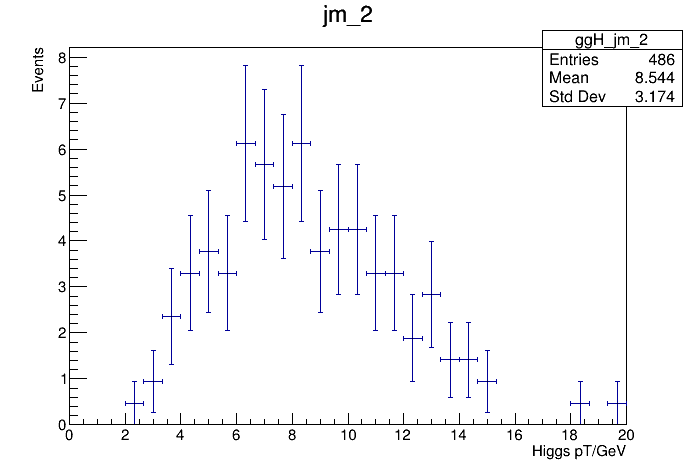 jm_2
ggH_jm_2
Entries 486
Mean 8.544
Std Dev 3.174
Events
8
7
6
5
4
3
2
1
0
0 2 4 6 8 10 12 14 16 18 20
Higgs pT/GeV